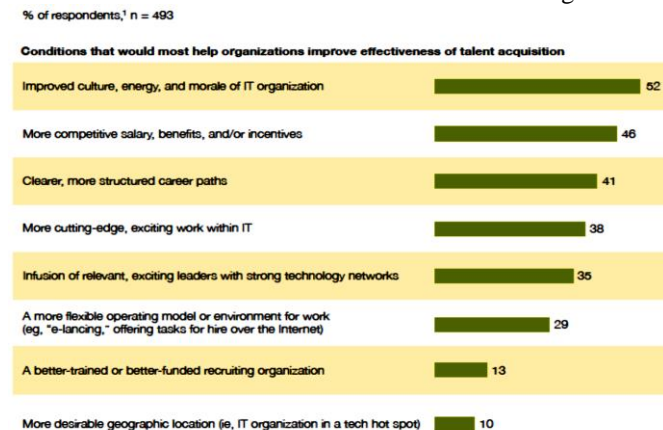 % of respondents,¹ n = 493
Conditions that would most help organizations improve effectiveness of talent acquisition
Improved culture, energy, and morale of IT organization 52
More competitive salary, benefits, and/or incentives 46
Clearer, more structured career paths 41
More cutting-edge, exciting work within IT 38
Infusion of relevant, exciting leaders with strong technology networks 35
A more flexible operating model or environment for work
(eg, "e-lancing," offering tasks for hire over the Internet) 29
A better-trained or better-funded recruiting organization 13
More desirable geographic location (ie, IT organization in a tech hot spot) 10